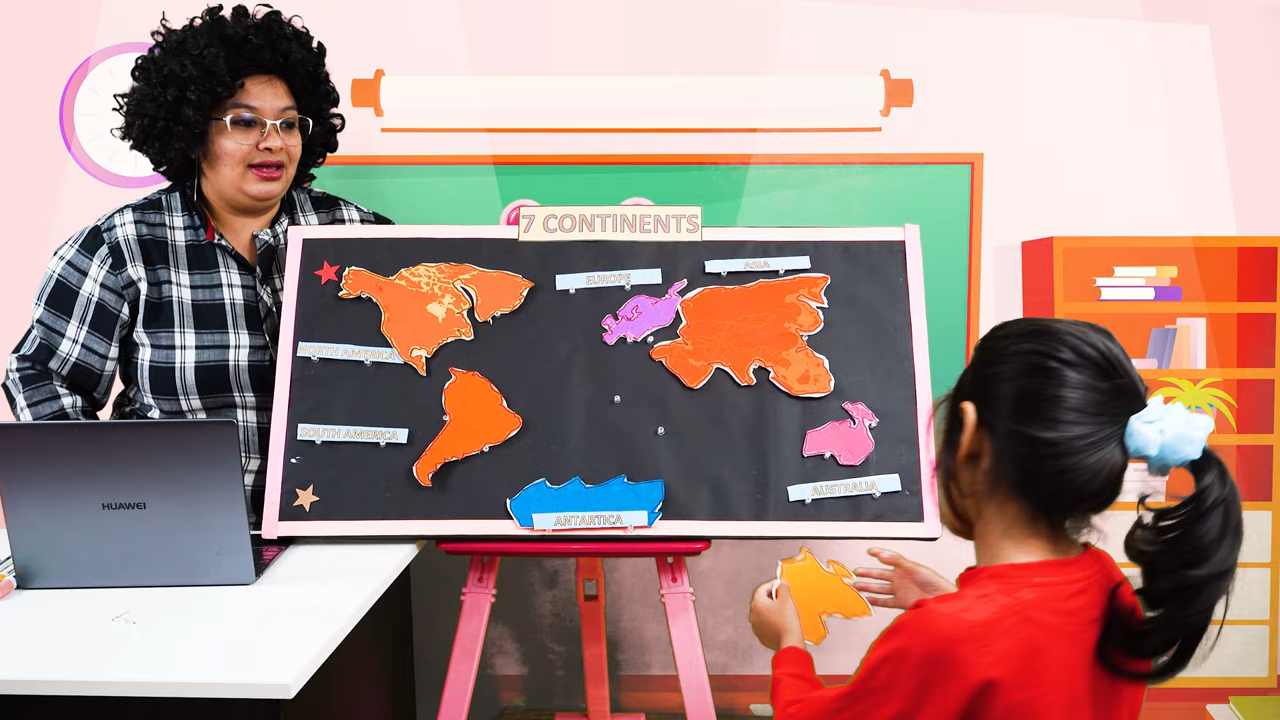 7 CONTINENTS
EUROPE
ASIA
NORTH AMERICA
SOUTH AMERICA
AUSTRALIA
ANTARTICA
HUAWEI